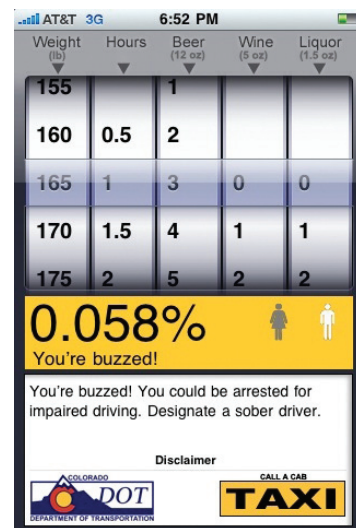 AT&T 3G 6:52 PM
Weight Hours Beer Wine Liquor
(lb) (12 oz) (5 oz) (1.5 oz)
155 1
160 0.5 2
165 1 3 0 0
170 1.5 4 1 1
175 2 5 2 2
0.058%
You're buzzed!
You're buzzed! You could be arrested for
impaired driving. Designate a sober driver.
Disclaimer
COLORADO
DOT
DEPARTMENT OF TRANSPORTATION
CALL A CAB
TAXI